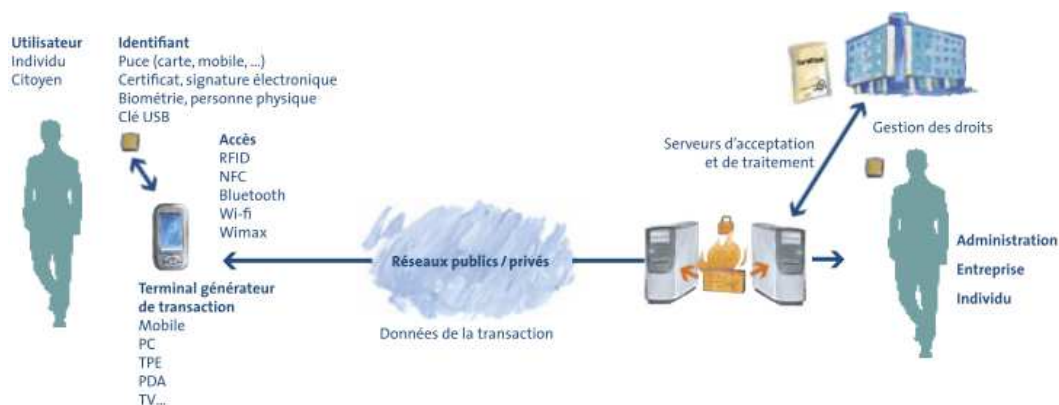 Utilisateur
Individu
Citoyen
Identifiant
Puce (carte, mobile, ...)
Certificat, signature électronique
Biométrie, personne physique
Clé USB
Accès
RFID
NFC
Bluetooth
Wi-fi
Wimax
Terminal générateur
de transaction
Mobile
PC
TPE
PDA
TV...
Réseaux publics / privés
Données de la transaction
Serveurs d'acceptation
et de traitement
Gestion des droits
Administration
Entreprise
Individu